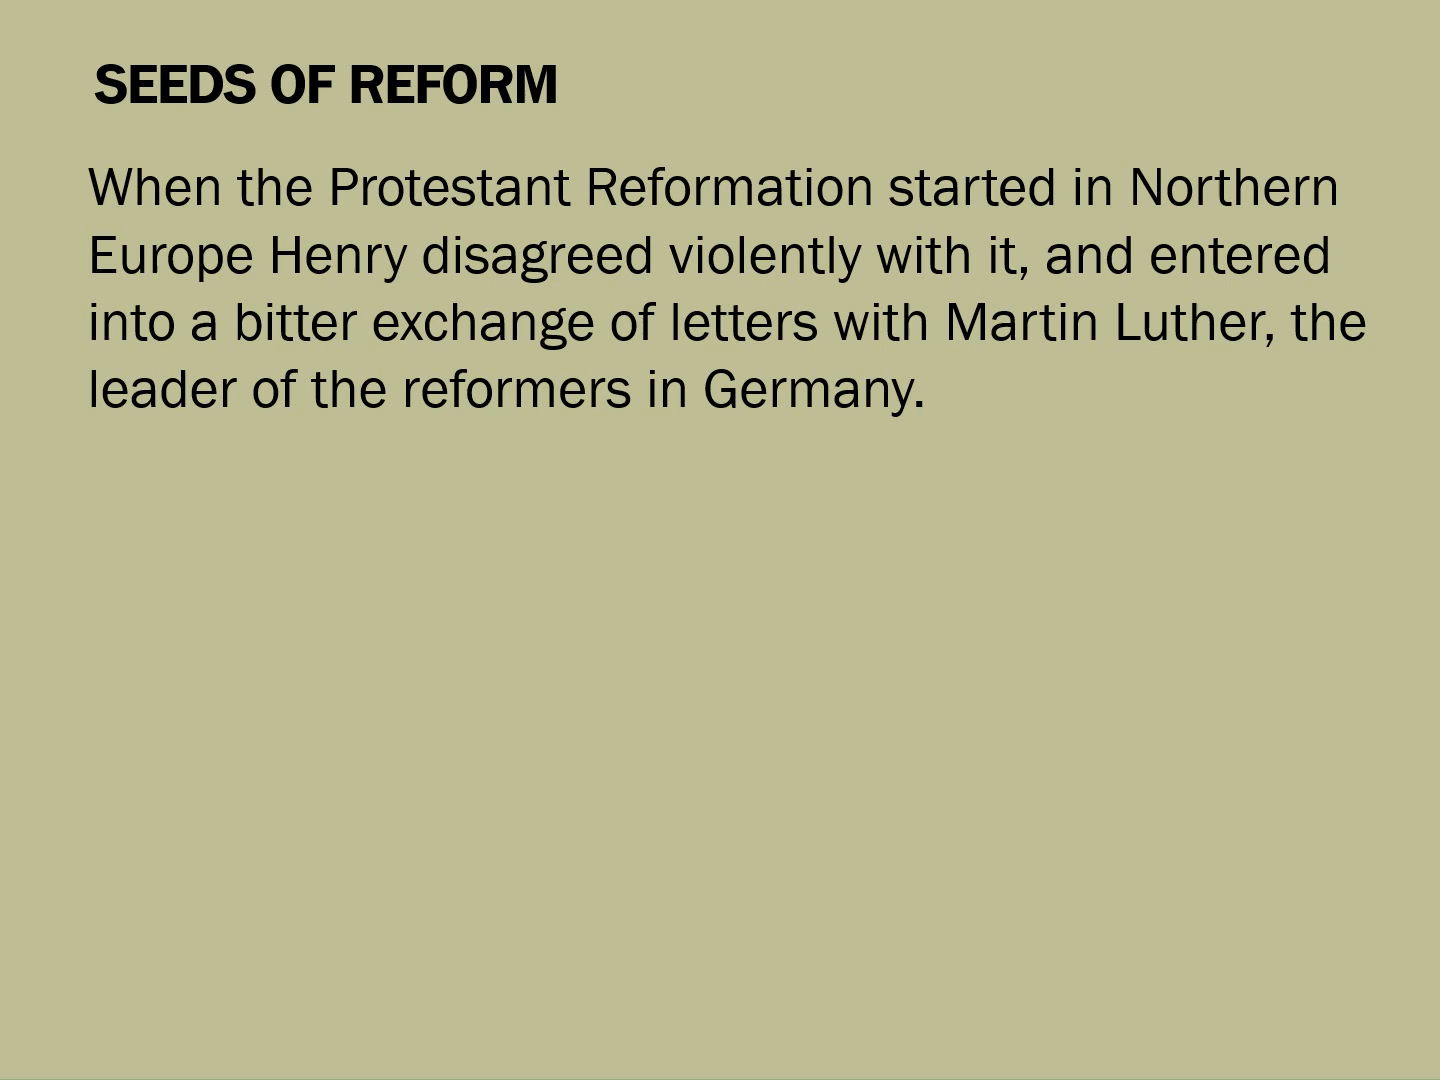 SEEDS OF REFORM
When the Protestant Reformation started in Northern
Europe Henry disagreed violently with it, and entered
into a bitter exchange of letters with Martin Luther, the
leader of the reformers in Germany.